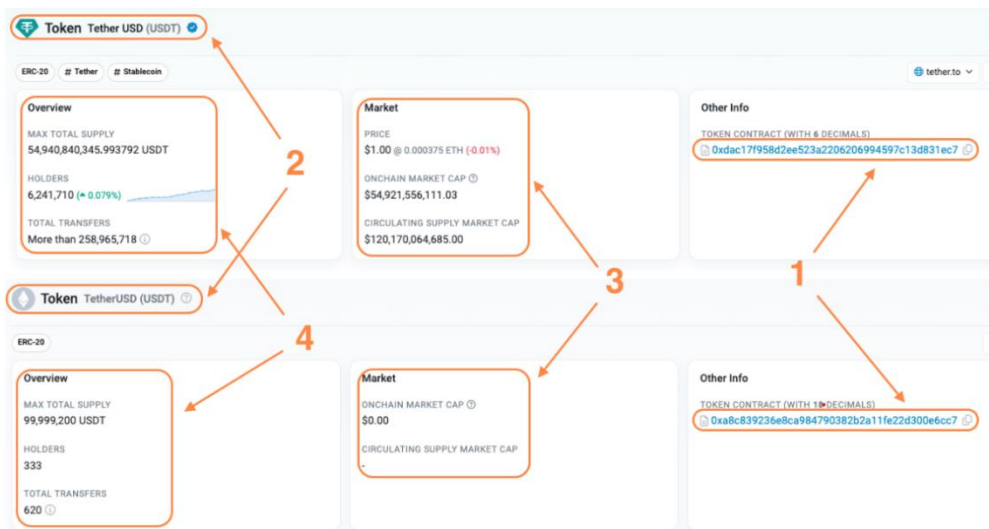 Token Tether USD (USDT)
ERC-20 # Tether # Stablecoin tether.to
Overview
MAX TOTAL SUPPLY
54,940,840,345.993792 USDT
HOLDERS
6,241,710 (0.079%)
TOTAL TRANSFERS
More than 258,965,718
Market
PRICE
$1.00 @ 0.000375 ETH (-0.01%)
ONCHAIN MARKET CAP
$54,921,556,111.03
CIRCULATING SUPPLY MARKET CAP
$120,170,064,685.00
Other Info
TOKEN CONTRACT (WITH 6 DECIMALS)
0xdac17f958d2ee523a2206206994597c13d831ec7
2
3
1
4
Token TetherUSD (USDT)
ERC-20
Overview
MAX TOTAL SUPPLY
99,999,200 USDT
HOLDERS
333
TOTAL TRANSFERS
620
Market
ONCHAIN MARKET CAP
$0.00
CIRCULATING SUPPLY MARKET CAP
-
Other Info
TOKEN CONTRACT (WITH 18 DECIMALS)
0xa8c839236e8ca984790382b2a11fe22d300e6cc7